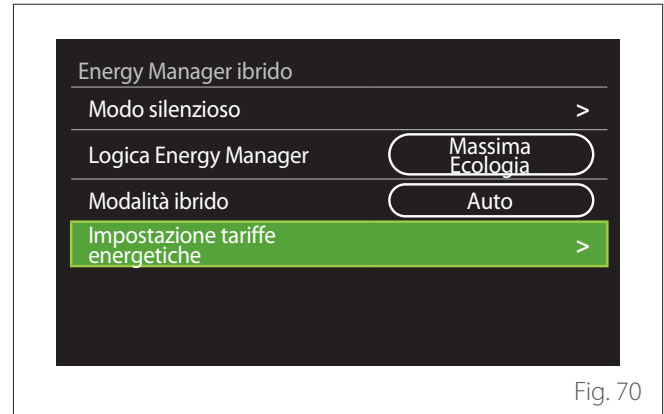 Energy Manager ibrido
Modo silenzioso >
Logica Energy Manager Massima
Ecologia
Modalità ibrido Auto
Impostazione tariffe
energetiche >
Fig. 70